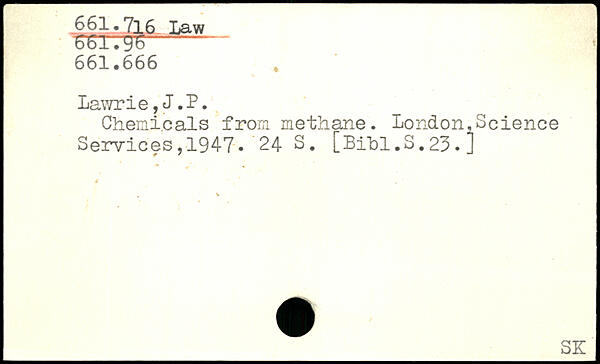 661.716 Law
661.96
661.666
Lawrie,J.P.
Chemicals from methane. London,Science
Services,1947. 24 S. [Bibl.S.23.]
SK